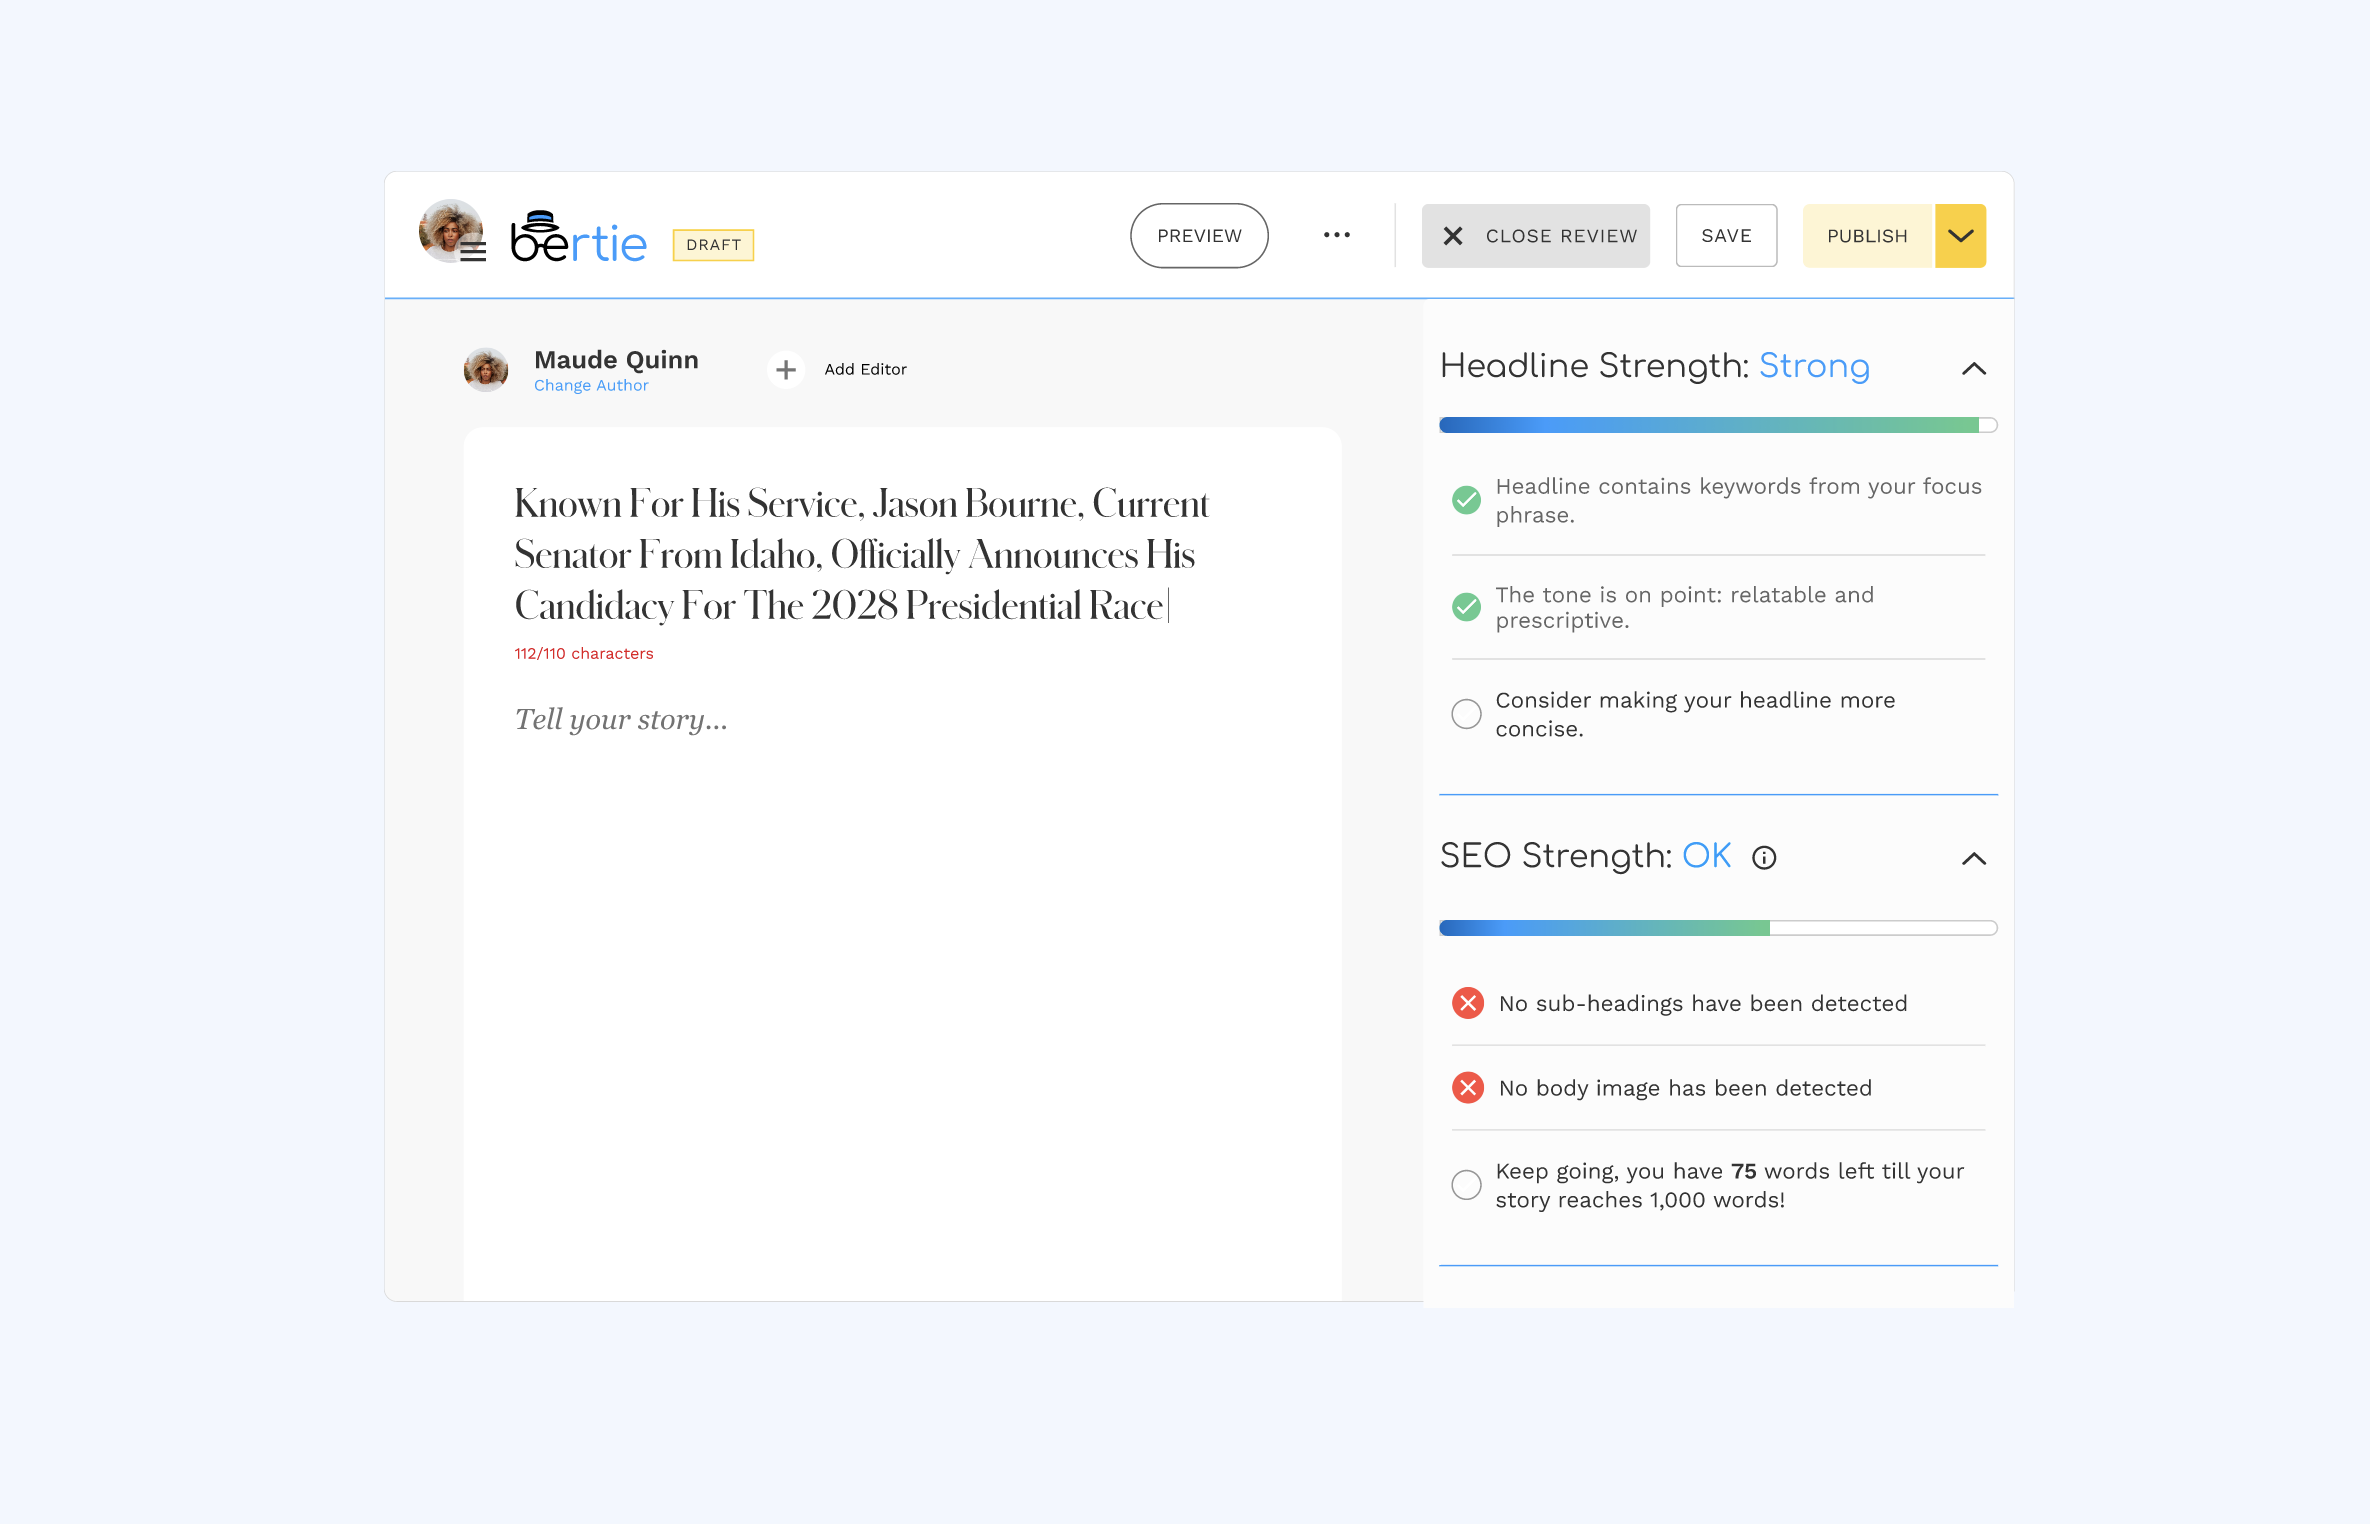 bertie
DRAFT
PREVIEW
CLOSE REVIEW
SAVE
PUBLISH
Maude Quinn
Change Author
Add Editor
Known For His Service, Jason Bourne, Current
Senator From Idaho, Officially Announces His
Candidacy For The 2028 Presidential Race
112/110 characters
Tell your story...
Headline Strength: Strong
Headline contains keywords from your focus
phrase.
The tone is on point: relatable and
prescriptive.
Consider making your headline more
concise.
SEO Strength: OK
No sub-headings have been detected
No body image has been detected
Keep going, you have 75 words left till your
story reaches 1,000 words!